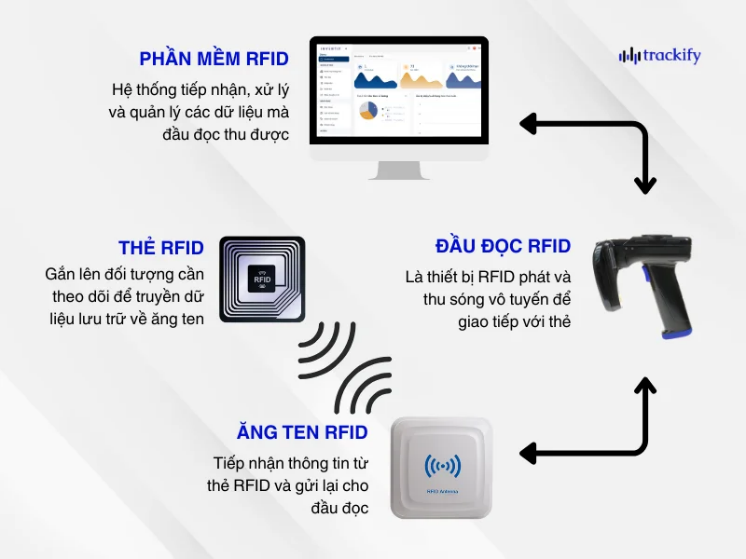 PHẦN MỀM RFID
Hệ thống tiếp nhận, xử lý
và quản lý các dữ liệu mà
đầu đọc thu được
trackify
THẺ RFID
Gắn lên đối tượng cần
theo dõi để truyền dữ
liệu lưu trữ về ăng ten
RFID
ĐẦU ĐỌC RFID
Là thiết bị RFID phát và
thu sóng vô tuyến để
giao tiếp với thẻ
ĂNG TEN RFID
Tiếp nhận thông tin từ
thẻ RFID và gửi lại cho
đầu đọc
RFID Antenna